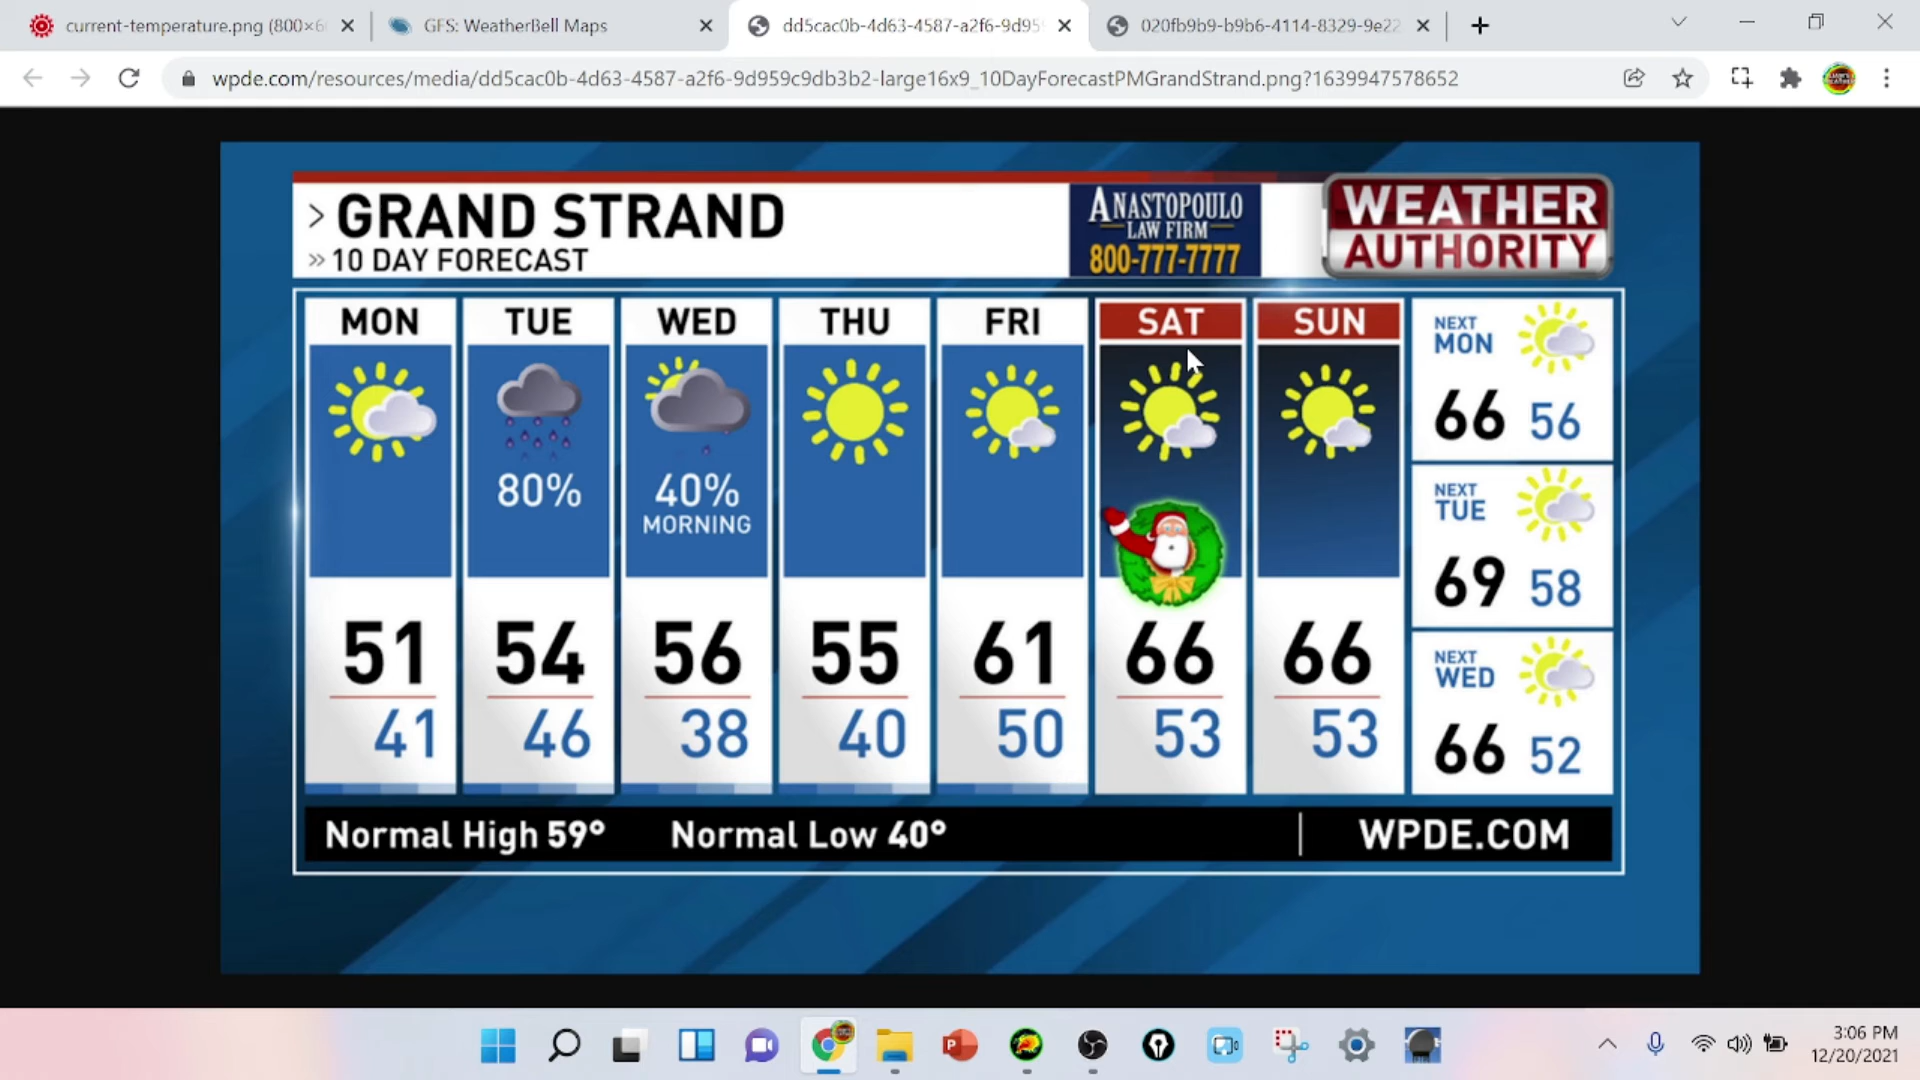 current-temperature.png (800×6
GFS: WeatherBell Maps
dd5cac0b-4d63-4587-a2f6-9d95
020fb9b9-b9b6-4114-8329-9e22
wpde.com/resources/media/dd5cac0b-4d63-4587-a2f6-9d959c9db3b2-large16x9_10DayForecastPMGrandStrand.png?1639947578652
> GRAND STRAND
» 10 DAY FORECAST
ANASTOPOULO
LAW FIRM
800-777-7777
WEATHER
AUTHORITY
MON TUE WED THU FRI SAT SUN
80% 40%
MORNING
51 54 56 55 61 66 66
41 46 38 40 50 53 53
NEXT
MON
66 56
NEXT
TUE
69 58
NEXT
WED
66 52
Normal High 59° Normal Low 40° WPDE.COM
3:06 PM
12/20/2021